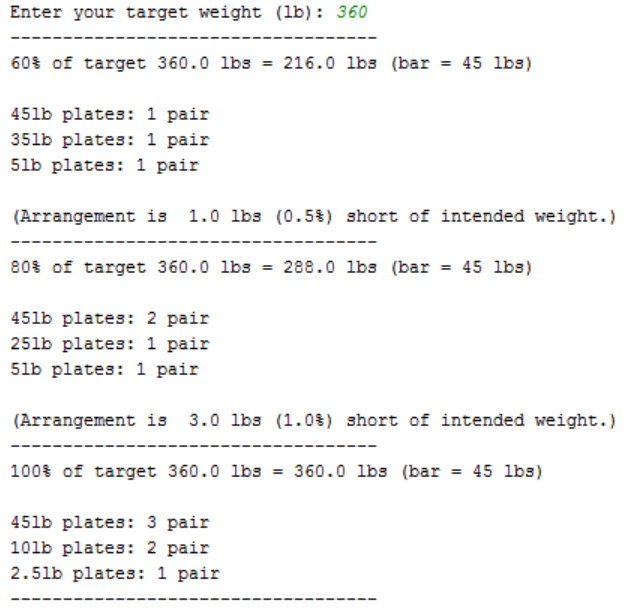 Enter your target weight (lb): 360
-----------------------------------
60% of target 360.0 lbs = 216.0 lbs (bar = 45 lbs)
45lb plates: 1 pair
35lb plates: 1 pair
5lb plates: 1 pair
(Arrangement is  1.0 lbs (0.5%) short of intended weight.)
-----------------------------------
80% of target 360.0 lbs = 288.0 lbs (bar = 45 lbs)
45lb plates: 2 pair
25lb plates: 1 pair
5lb plates: 1 pair
(Arrangement is  3.0 lbs (1.0%) short of intended weight.)
-----------------------------------
100% of target 360.0 lbs = 360.0 lbs (bar = 45 lbs)
45lb plates: 3 pair
10lb plates: 2 pair
2.5lb plates: 1 pair
-----------------------------------